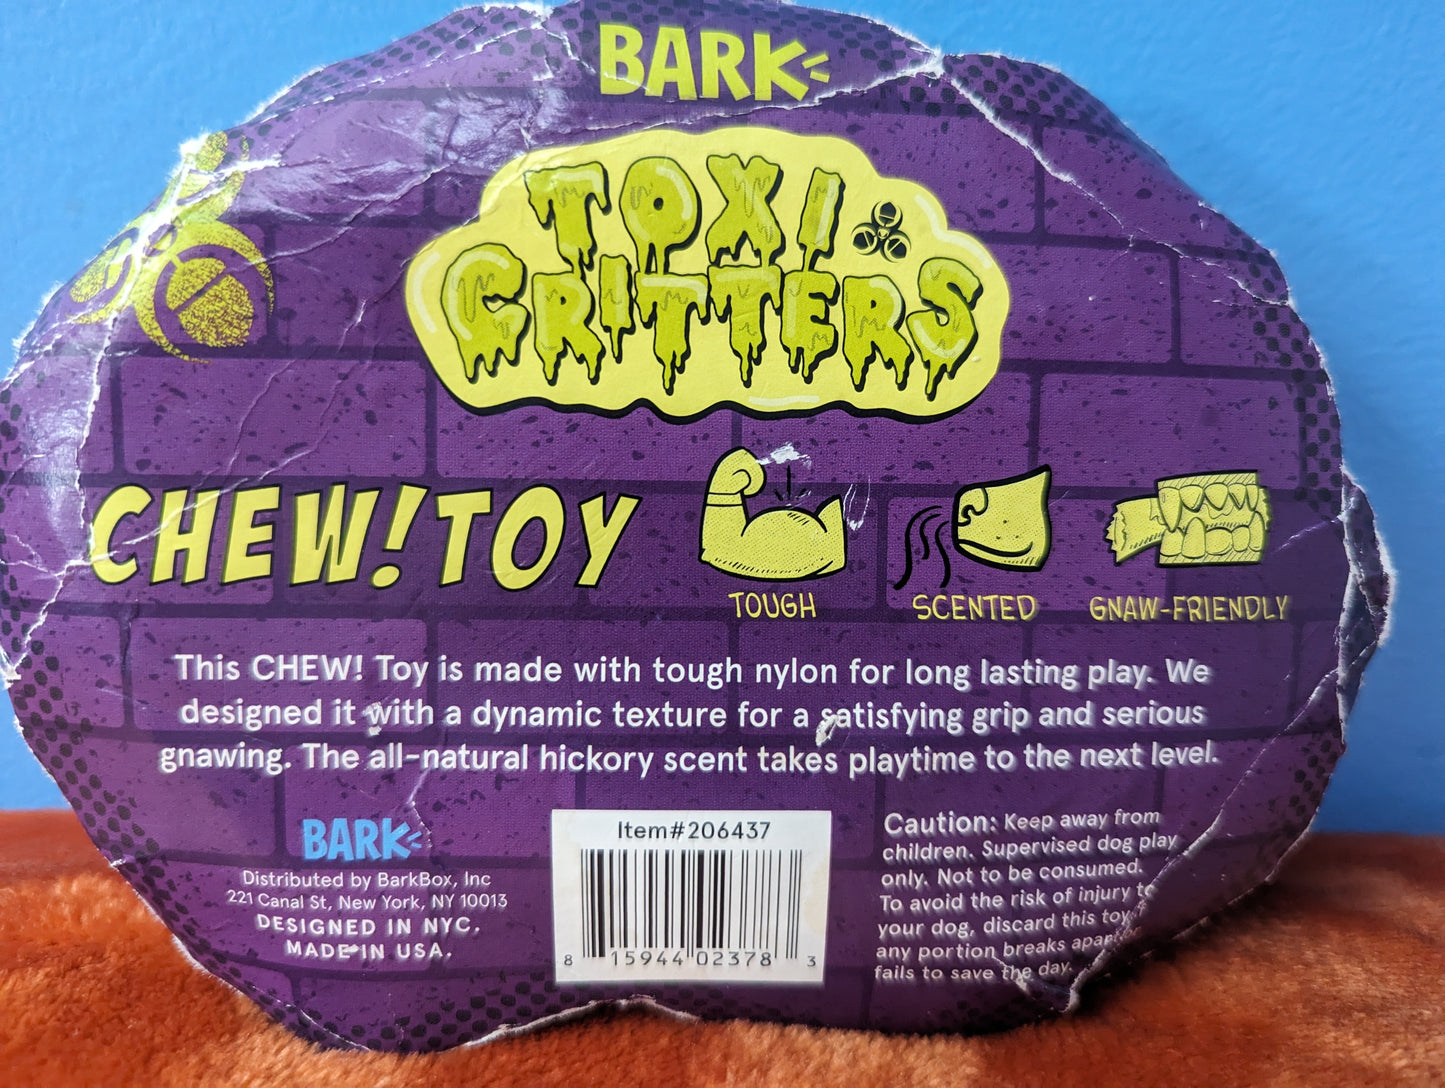 BARK
TOXI
CRITTERS
CHEW!TOY
TOUGH
SCENTED
GNAW-FRIENDLY
This CHEW! Toy is made with tough nylon for long lasting play. We
designed it with a dynamic texture for a satisfying grip and serious
gnawing. The all-natural hickory scent takes playtime to the next level.
BARK
Distributed by BarkBox, Inc
221 Canal St, New York, NY 10013
DESIGNED IN NYC.
MADE IN USA.
Item#206437
8 15944 02378 3
Caution: Keep away from
children. Supervised dog play
only. Not to be consumed.
To avoid the risk of injury to
your dog, discard this toy if
any portion breaks apart or
fails to save the day.